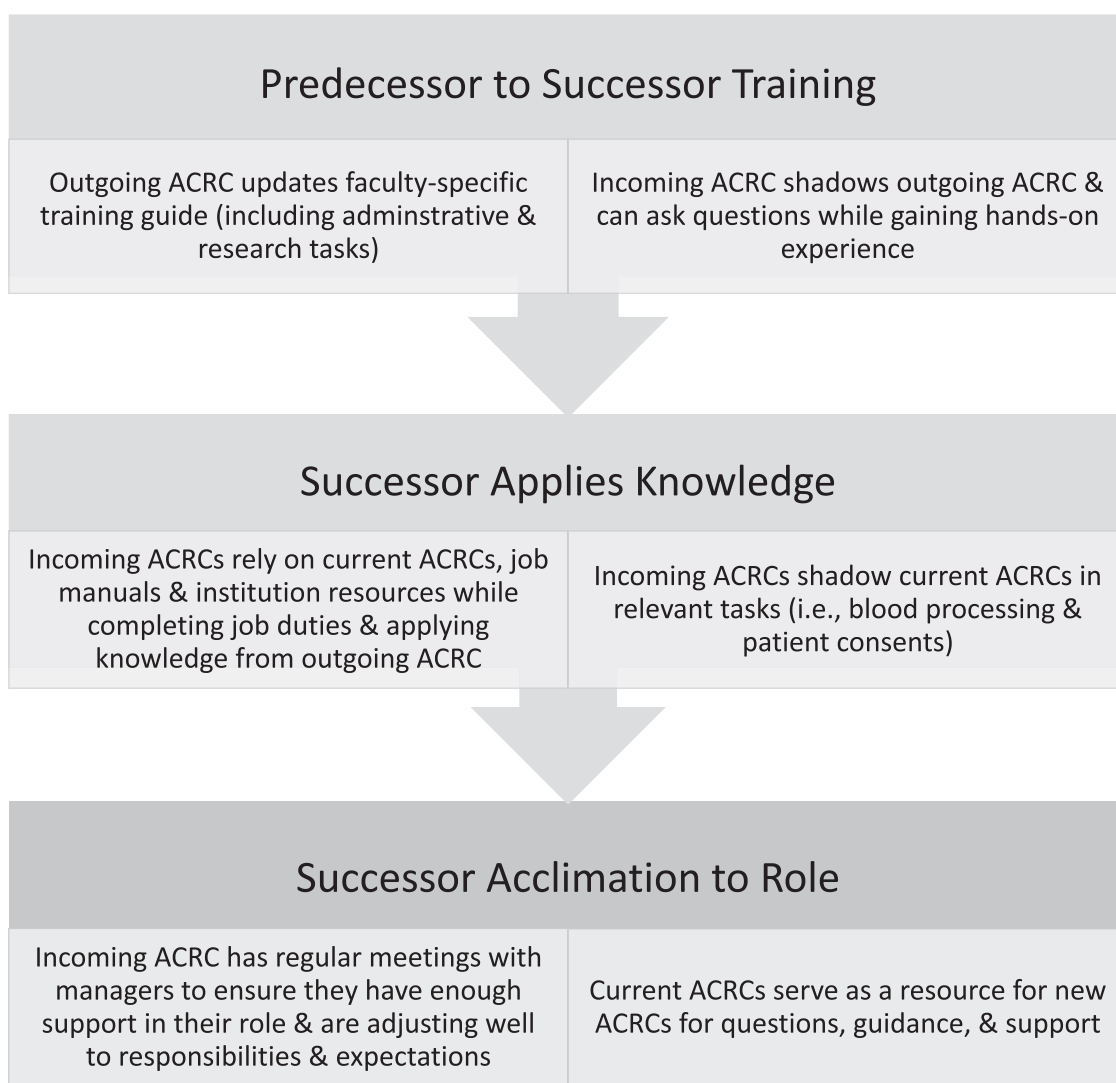 Predecessor to Successor Training
Outgoing ACRC updates faculty-specific
training guide (including adminstrative &
research tasks)
Incoming ACRC shadows outgoing ACRC &
can ask questions while gaining hands-on
experience
Successor Applies Knowledge
Incoming ACRCs rely on current ACRCs, job
manuals & institution resources while
completing job duties & applying
knowledge from outgoing ACRC
Incoming ACRCs shadow current ACRCs in
relevant tasks (i.e., blood processing &
patient consents)
Successor Acclimation to Role
Incoming ACRC has regular meetings with
managers to ensure they have enough
support in their role & are adjusting well
to responsibilities & expectations
Current ACRCs serve as a resource for new
ACRCs for questions, guidance, & support